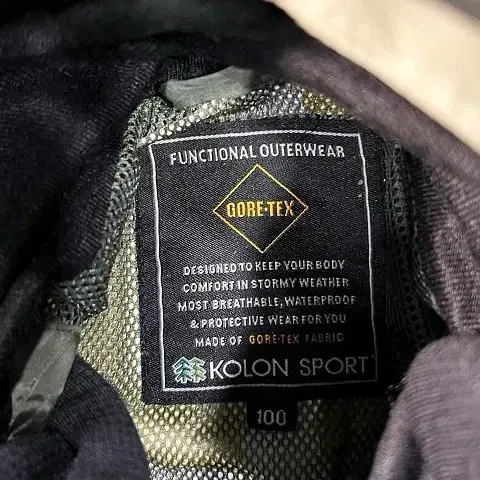 FUNCTIONAL OUTERWEAR
GORE-TEX
DESIGNED TO KEEP YOUR BODY
COMFORT IN STORMY WEATHER
MOST BREATHABLE, WATERPROOF
& PROTECTIVE WEAR FOR YOU
MADE OF GORE-TEX FABRIC
KOLON SPORT
100